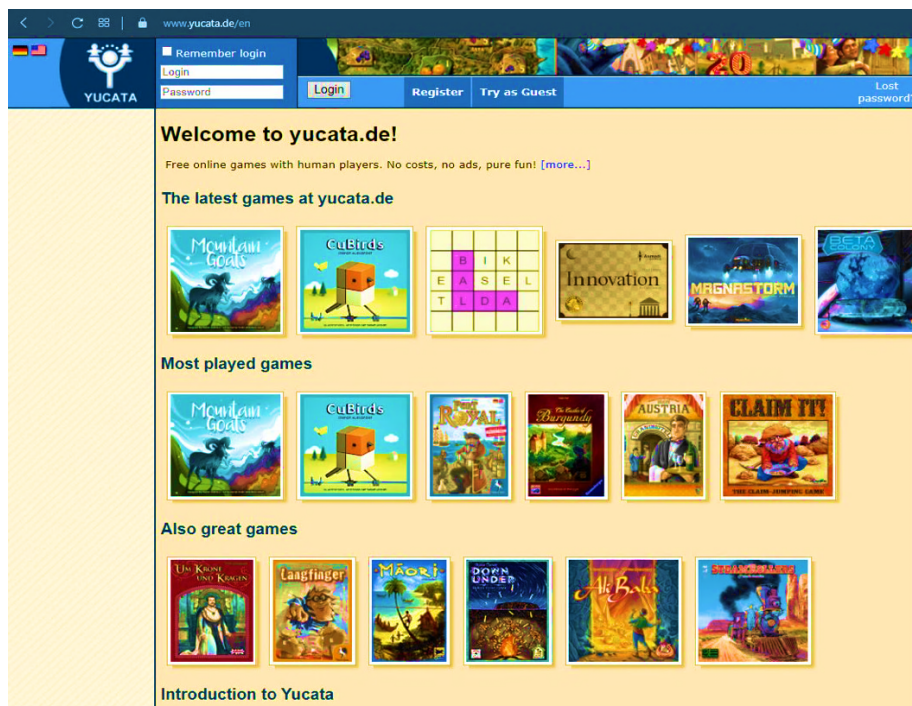 www.yucata.de/en
YUCATA
Remember login
Login
Password
Login
Register
Try as Guest
20
Lost
password?
Welcome to yucata.de!
Free online games with human players. No costs, no ads, pure fun! [more...]
The latest games at yucata.de
Mountain
Goats
CuBirds
B I K
E A S E L
T L D A
Innovation
MAGNASTORM
BETA
COLONY
Most played games
Mountain
Goats
CuBirds
Port
Royal
The Castles of
Burgundy
GRAND
AUSTRIA
HOTEL
CLAIM IT!
THE CLAIM-JUMPING GAME
Also great games
Um Krone
und Kragen
Langfinger
Māori
DOWN
UNDER
Ali Baba
STEAMROLLERS
Introduction to Yucata